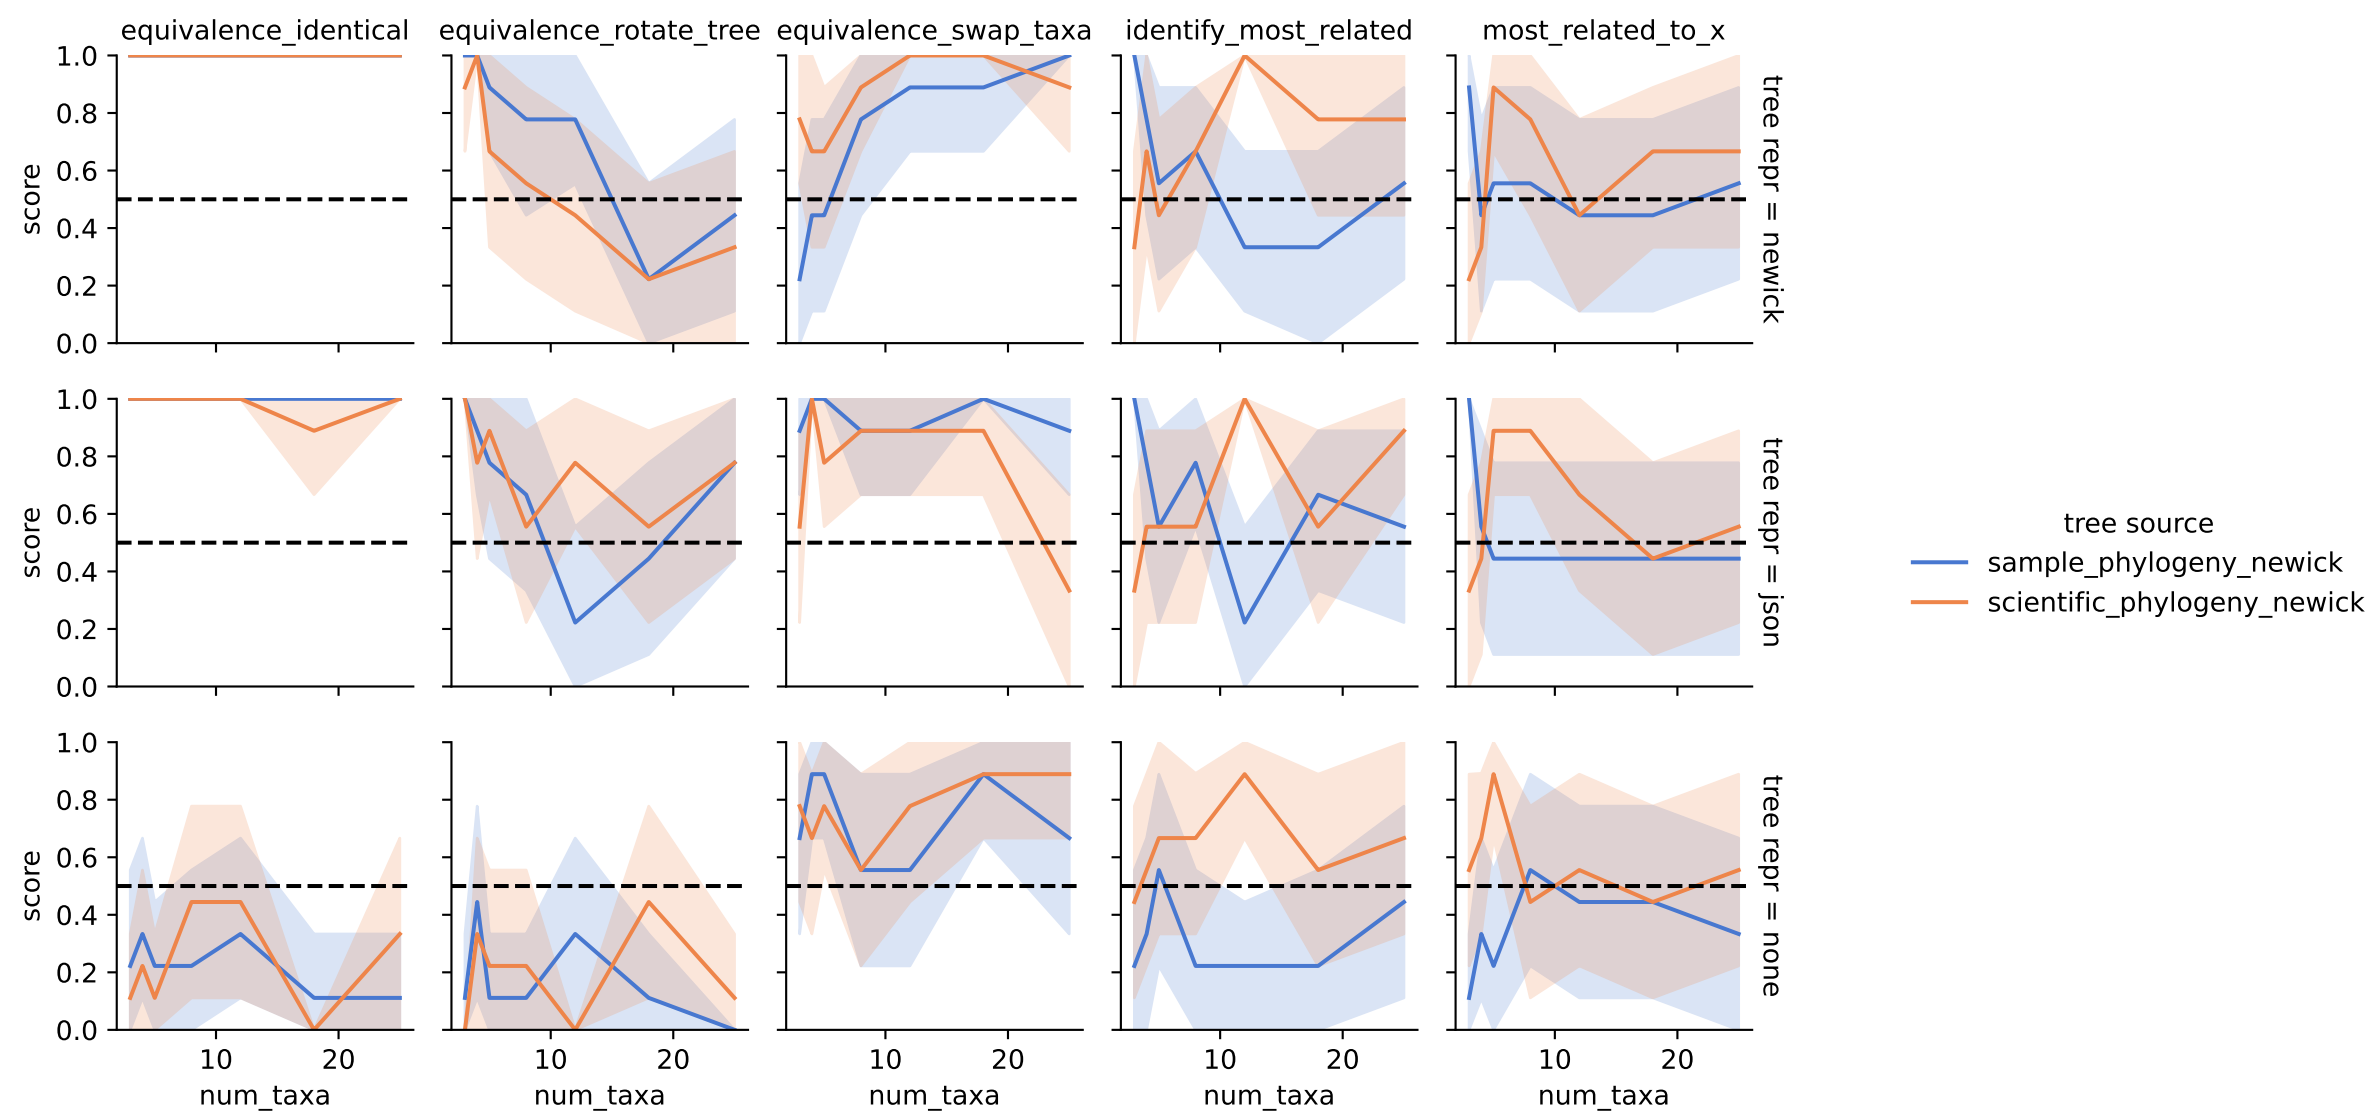 equivalence_identical
equivalence_rotate_tree
equivalence_swap_taxa
identify_most_related
most_related_to_x
1.0
0.8
0.6
0.4
0.2
0.0
score
tree repr = newick
1.0
0.8
0.6
0.4
0.2
0.0
score
tree repr = json
tree source
sample_phylogeny_newick
scientific_phylogeny_newick
1.0
0.8
0.6
0.4
0.2
0.0
score
tree repr = none
10 20
num_taxa
10 20
num_taxa
10 20
num_taxa
10 20
num_taxa
10 20
num_taxa